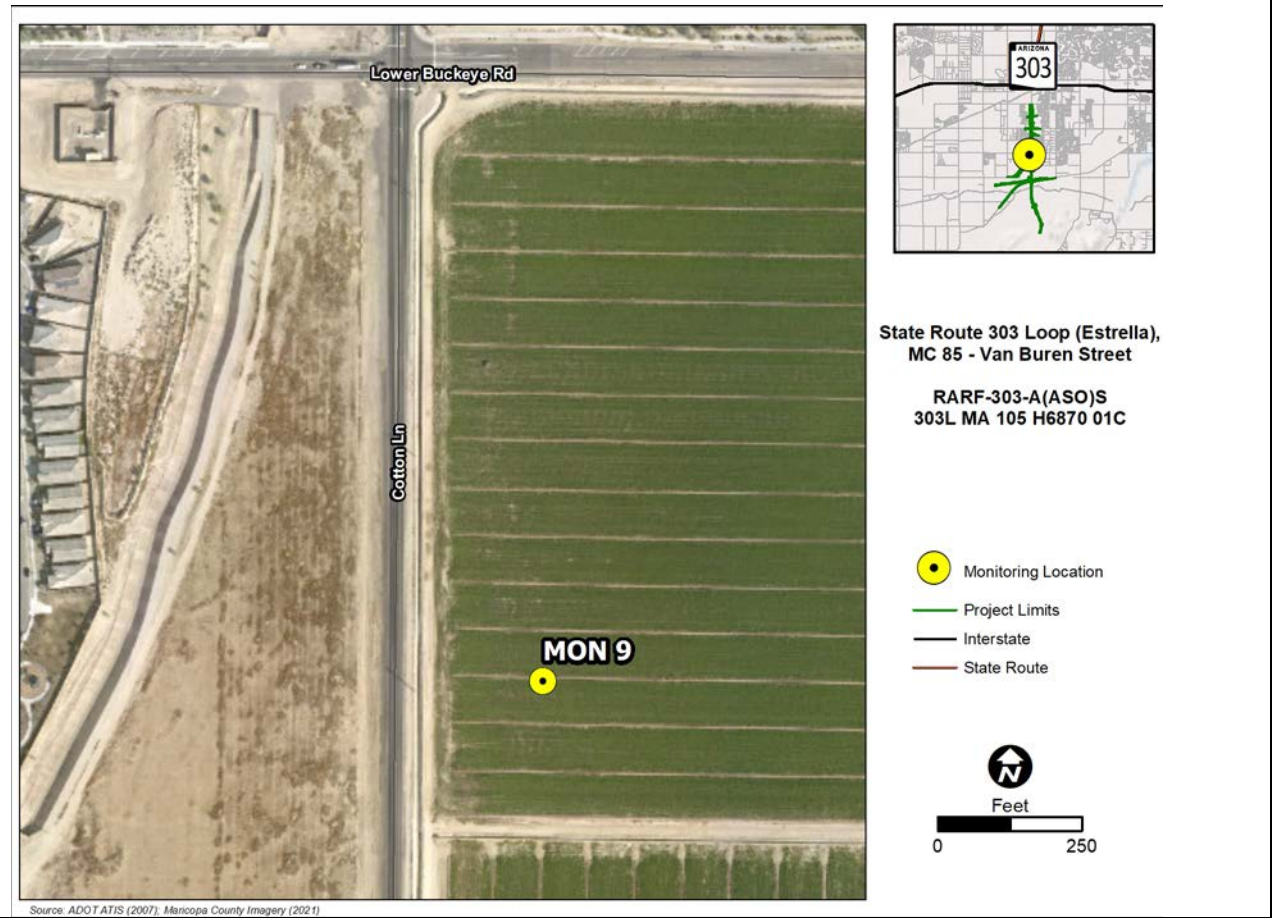 Lower Buckeye Rd
Cotton Ln
MON 9
ARIZONA
303
State Route 303 Loop (Estrella),
MC 85 - Van Buren Street
RARF-303-A(ASO)S
303L MA 105 H6870 01C
Monitoring Location
Project Limits
Interstate
State Route
N
Feet
0 250
Source: ADOT ATIS (2007); Maricopa County Imagery (2021)